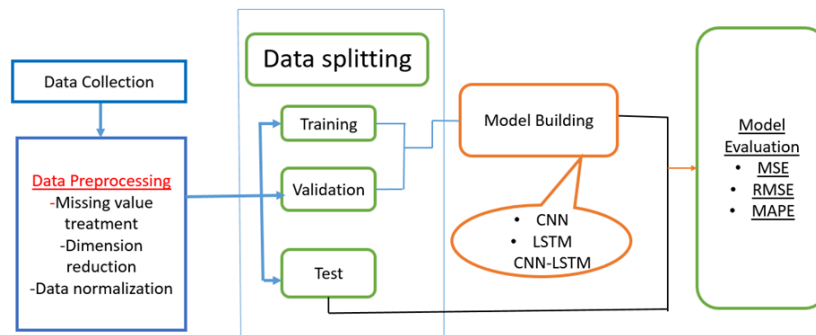 Data Collection
Data Preprocessing
-Missing value
treatment
-Dimension
reduction
-Data normalization
Data splitting
Training
Validation
Test
Model Building
• CNN
• LSTM
CNN-LSTM
Model
Evaluation
• MSE
• RMSE
• MAPE